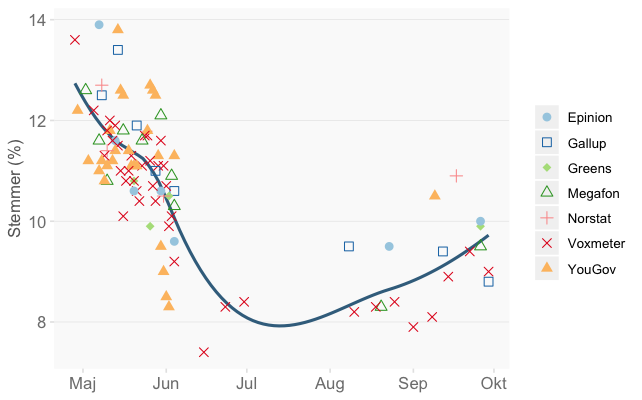 14
12
10
8
Stemmer (%)
Maj Jun Jul Aug Sep Okt
Epinion
Gallup
Greens
Megafon
Norstat
Voxmeter
YouGov